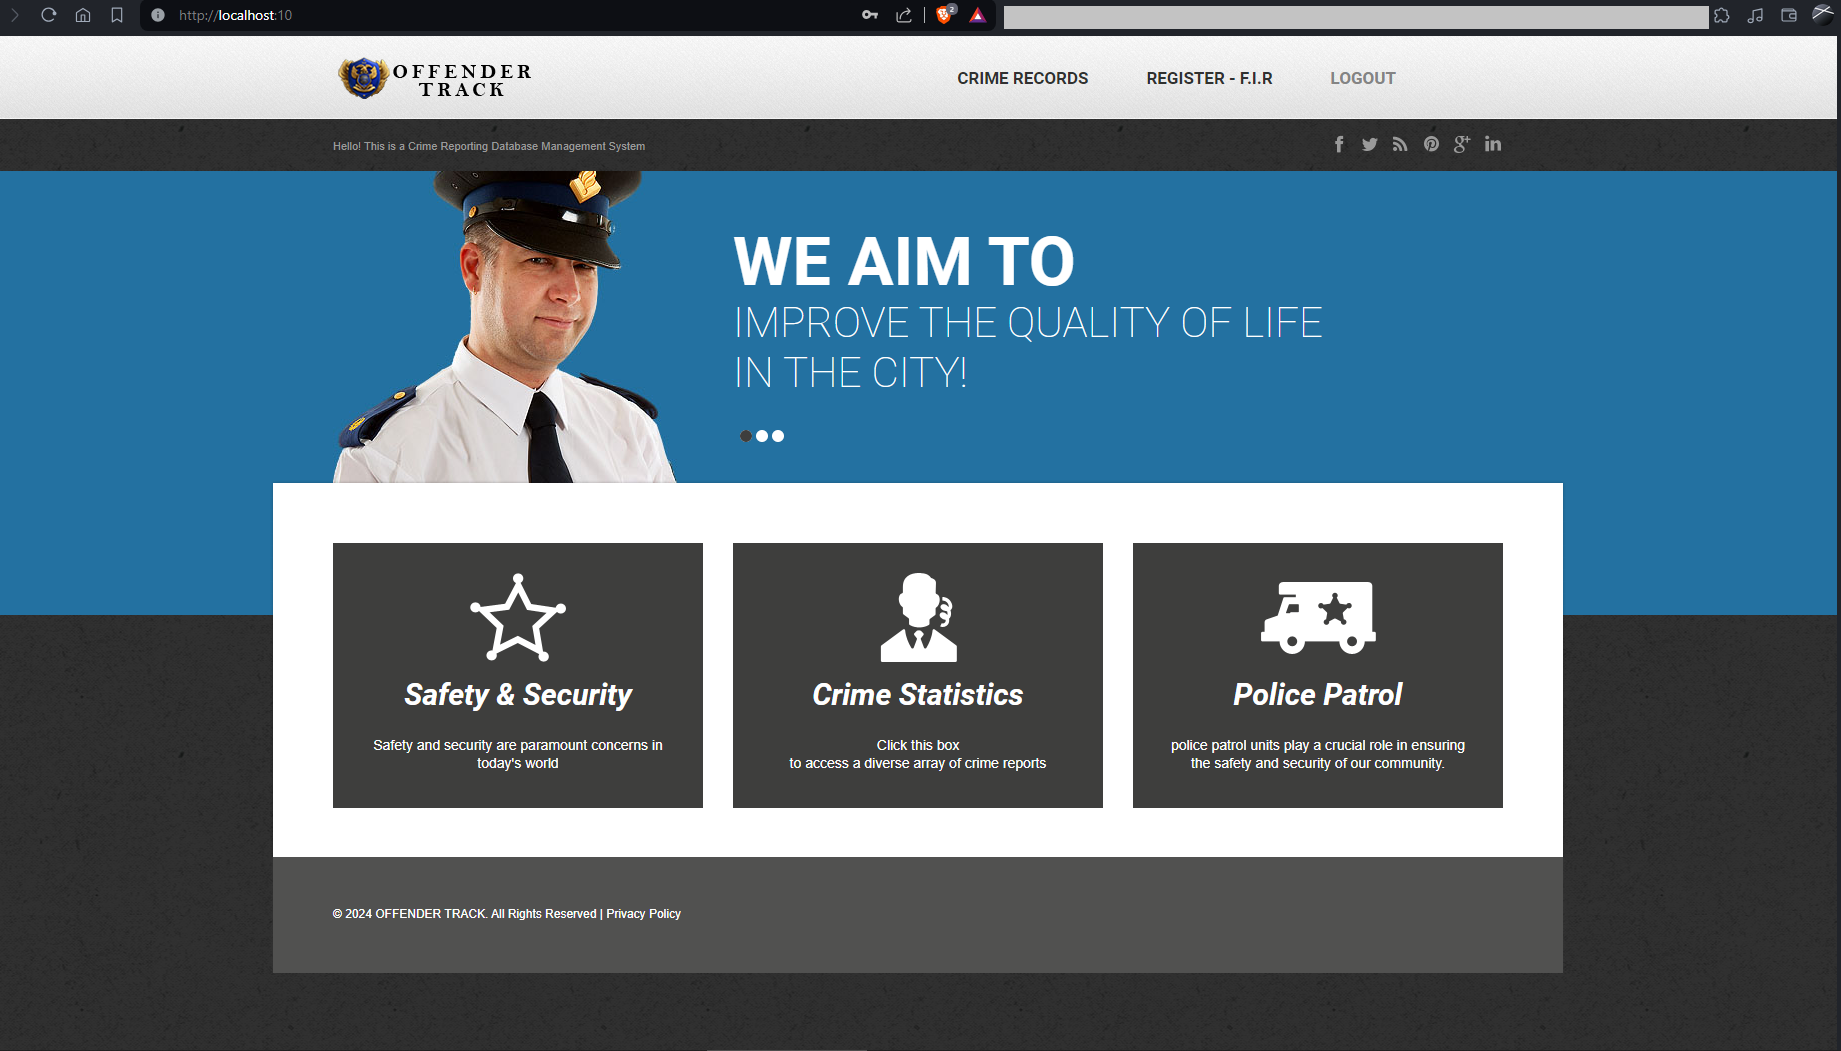 http://localhost:10
2
OFFENDER
TRACK
CRIME RECORDS
REGISTER - F.I.R
LOGOUT
Hello! This is a Crime Reporting Database Management System
WE AIM TO
IMPROVE THE QUALITY OF LIFE
IN THE CITY!
Safety & Security
Safety and security are paramount concerns in
today's world
Crime Statistics
Click this box
to access a diverse array of crime reports
Police Patrol
police patrol units play a crucial role in ensuring
the safety and security of our community.
© 2024 OFFENDER TRACK. All Rights Reserved | Privacy Policy